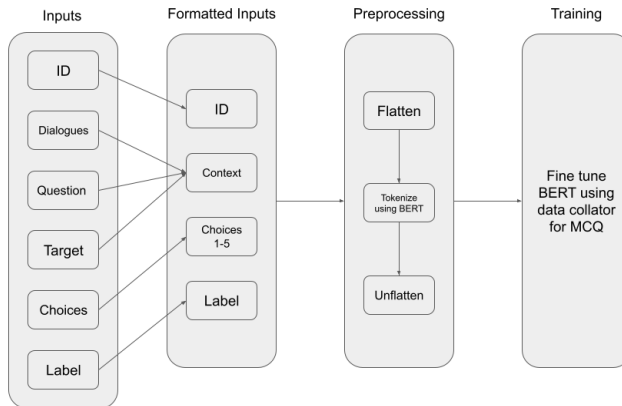 Inputs
Formatted Inputs
Preprocessing
Training
ID
Dialogues
Question
Target
Choices
Label
ID
Context
Choices
1-5
Label
Flatten
Tokenize
using BERT
Unflatten
Fine tune
BERT using
data collator
for MCQ